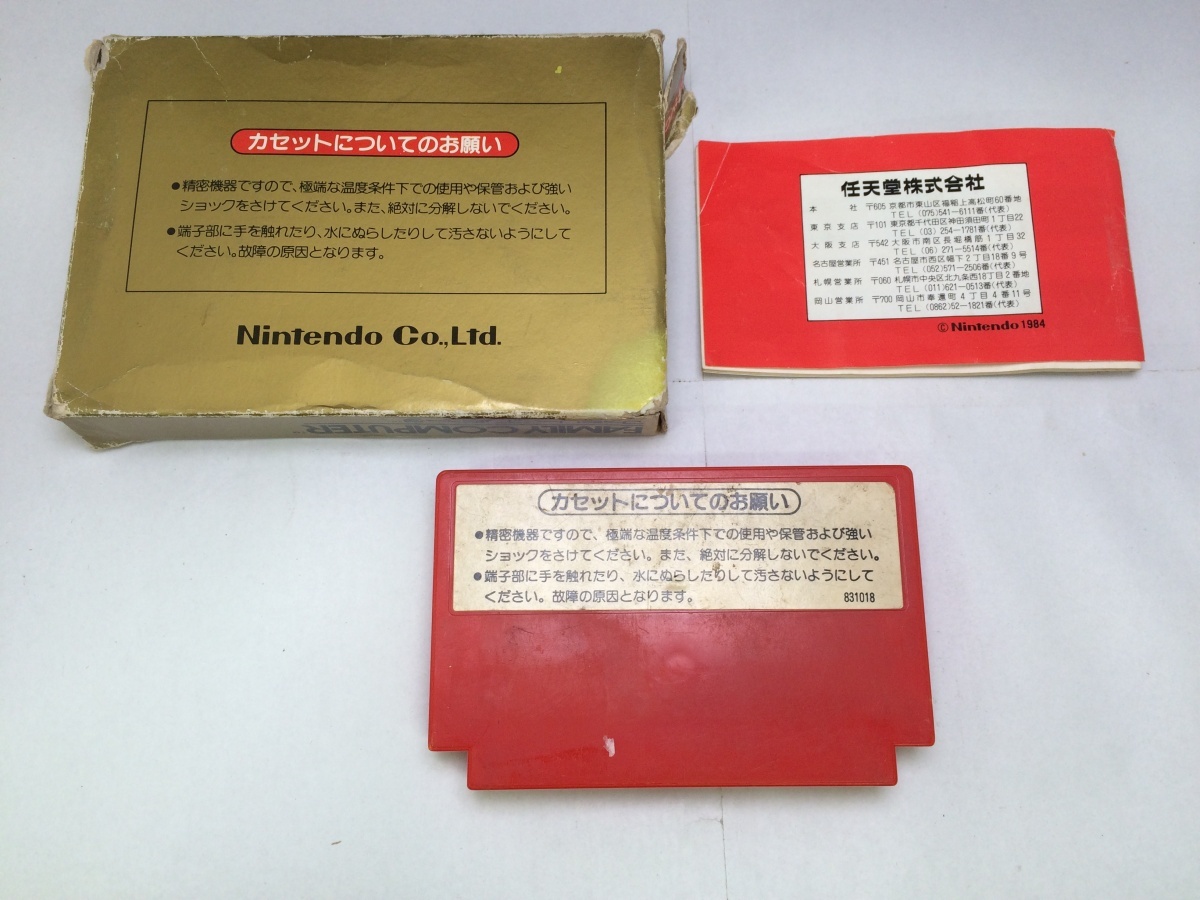 カセットについてのお願い
●精密機器ですので、極端な温度条件下での使用や保管および強い
ショックをさけてください。また、絶対に分解しないでください。
●端子部に手を触れたり、水にぬらしたりして汚さないようにして
ください。故障の原因となります。
Nintendo Co.,Ltd.
FAMILY COMPUTER™
任天堂株式会社
本社 〒605 京都市東山区福稲上高松町60番地
TEL (075)541-6111番(代表)
東京支店 〒101 東京都千代田区神田須田町1丁目22
TEL (03) 254-1781番(代表)
大阪支店 〒542 大阪市南区長堀橋筋1丁目32
TEL (06) 271-5514番(代表)
名古屋営業所 〒451 名古屋市西区幅下2丁目18番9号
TEL (052)571-2506番(代表)
札幌営業所 〒060 札幌市中央区北九条西18丁目2番地
TEL (011)621-0513番(代表)
岡山営業所 〒700 岡山市奉還町4丁目4番11号
TEL (0862)52-1821番(代表)
©Nintendo 1984
カセットについてのお願い
●精密機器ですので、極端な温度条件下での使用や保管および強い
ショックをさけてください。また、絶対に分解しないでください。
●端子部に手を触れたり、水にぬらしたりして汚さないようにして
ください。故障の原因となります。
831018